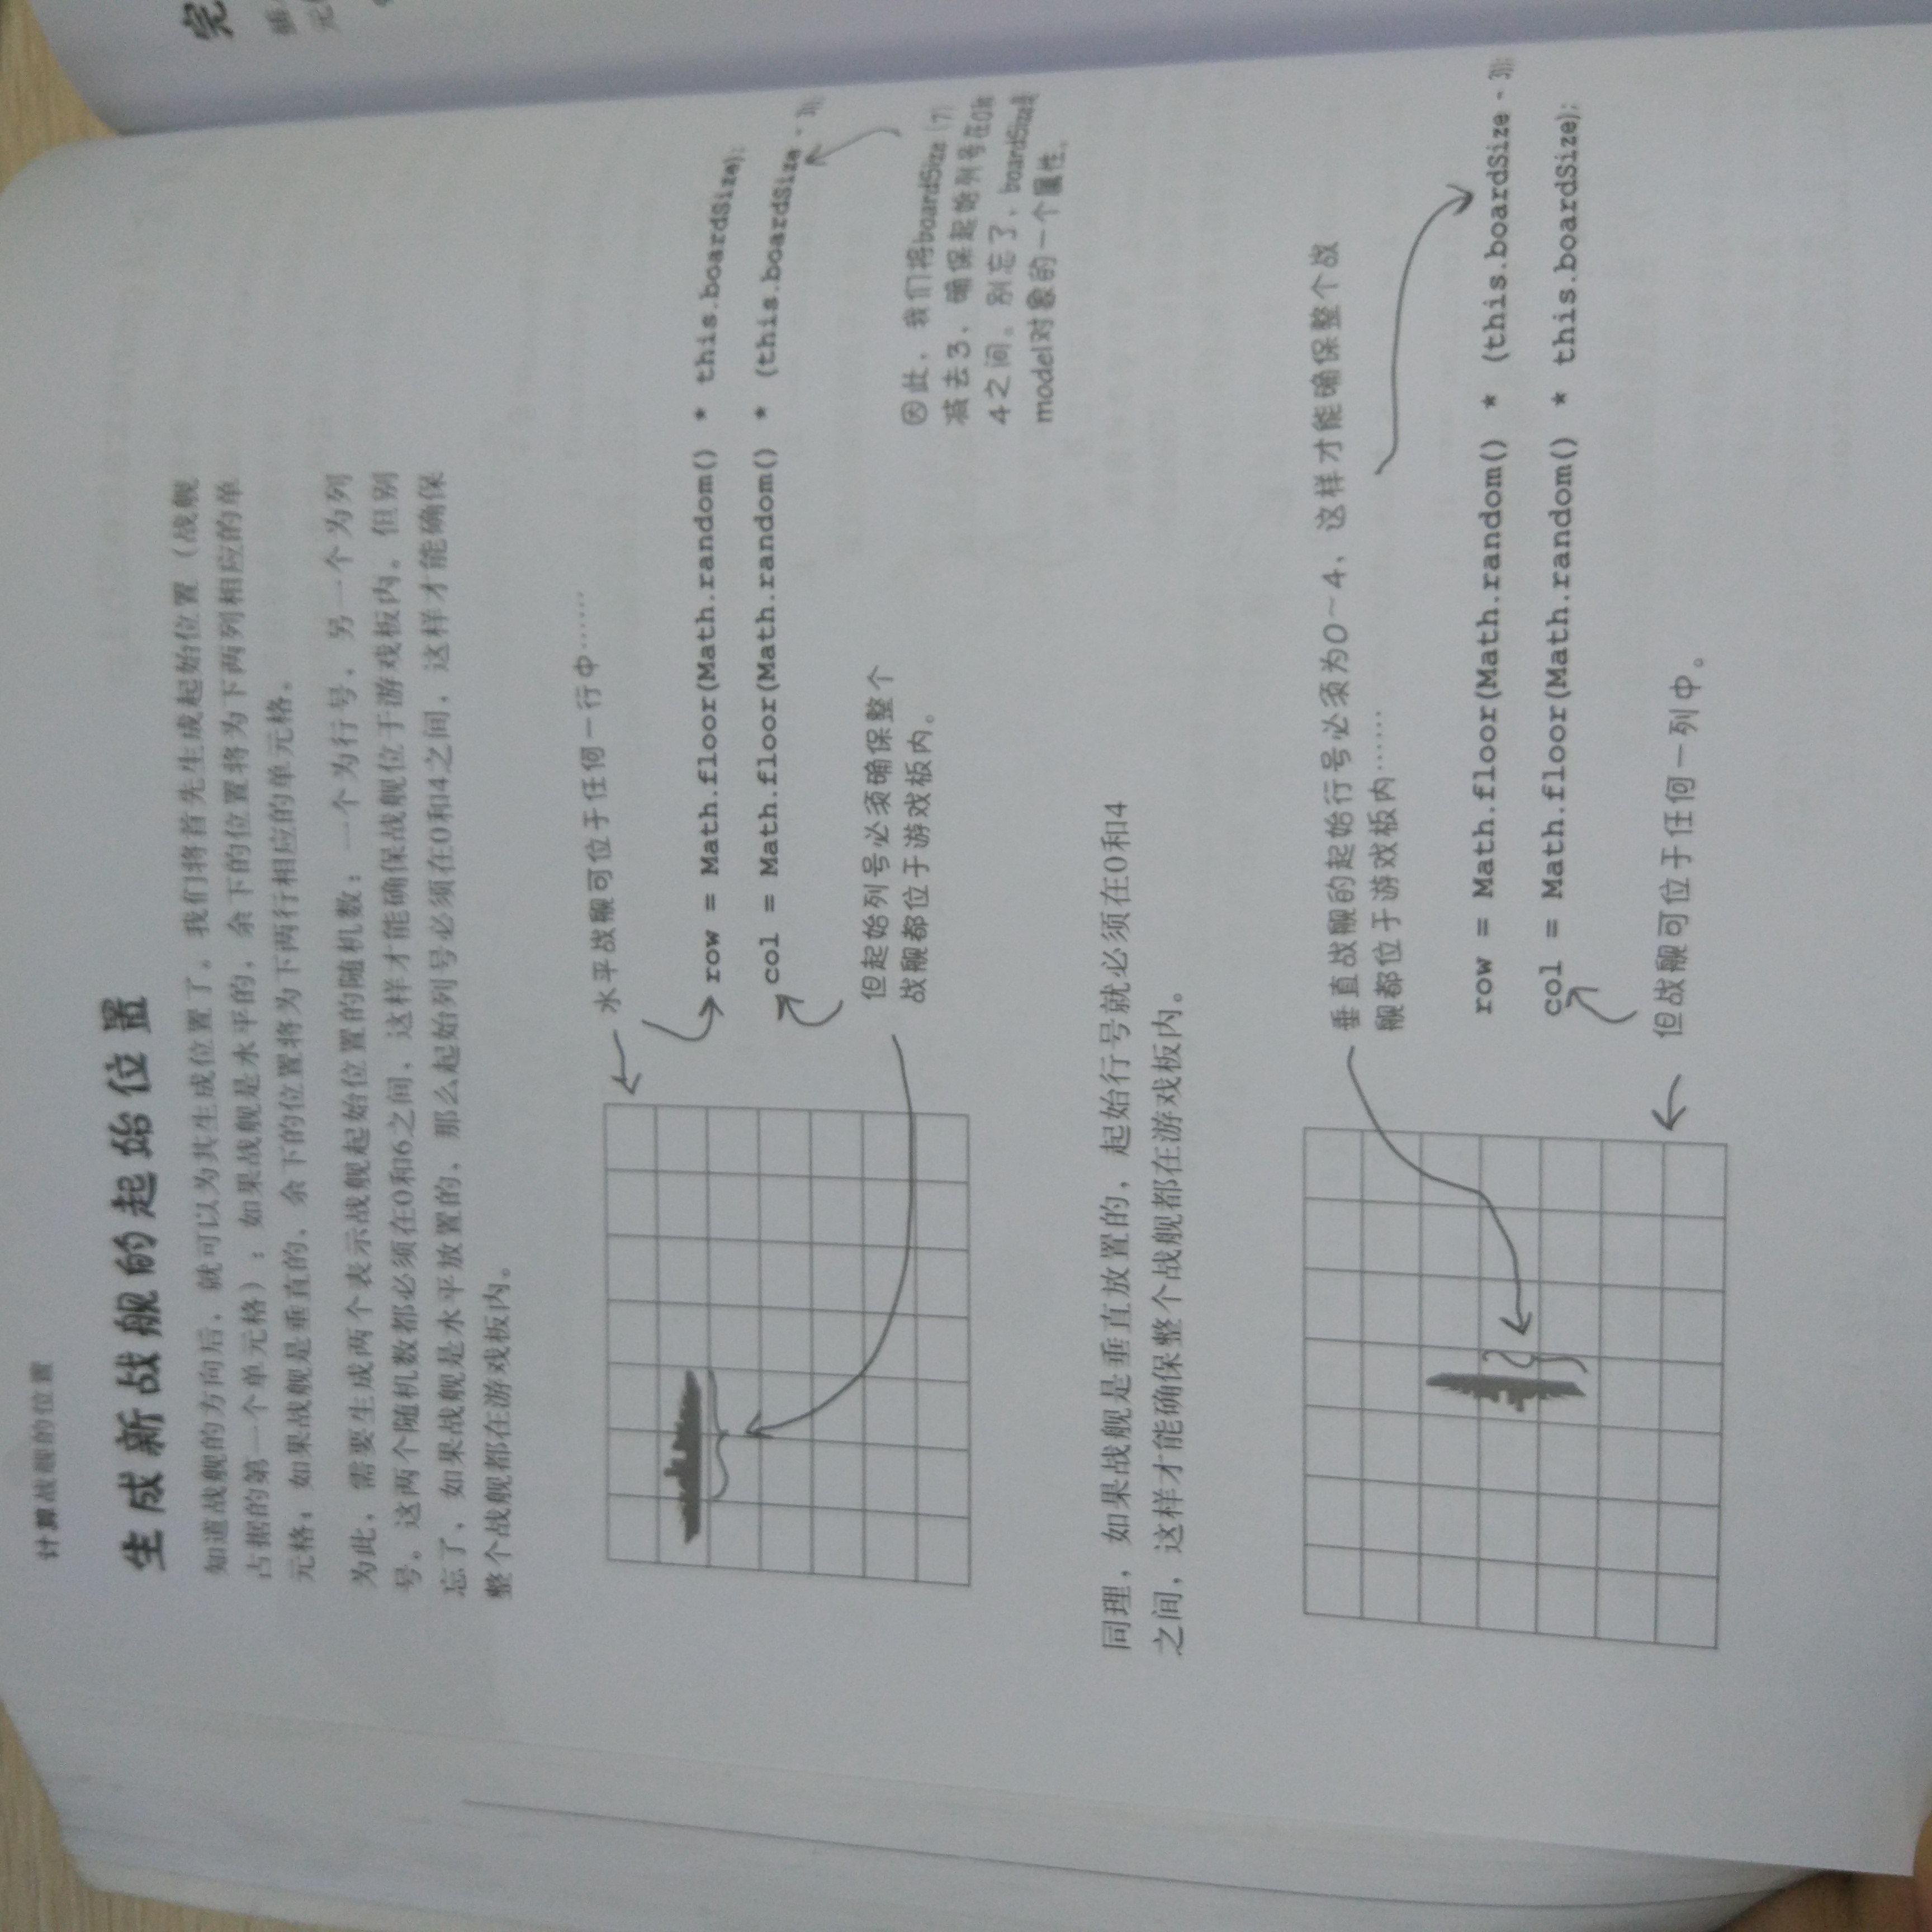 计算战舰的位置
生成新战舰的起始位置
知道战舰的方向后，就可以为其生成位置了。我们将首先生成起始位置（战舰
占据的第一个单元格）：如果战舰是水平的，余下的位置将为下两列相应的单
元格；如果战舰是垂直的，余下的位置将为下两行相应的单元格。
为此，需要生成两个表示战舰起始位置的随机数：一个为行号，另一个为列
号。这两个随机数都必须在0和6之间，这样才能确保战舰位于游戏板内。但别
忘了，如果战舰是水平放置的，那么起始列号必须在0和4之间，这样才能确保
整个战舰都在游戏板内。
水平战舰可位于任何一行中……
row = Math.floor(Math.random() * this.boardSize);
col = Math.floor(Math.random() * (this.boardSize - 3));
但起始列号必须确保整个
战舰都位于游戏板内。
因此，我们将boardSize（7）
减去3，确保起始列号在0和
4之间。别忘了，boardSize是
model对象的一个属性。
同理，如果战舰是垂直放置的，起始行号就必须在0和4
之间，这样才能确保整个战舰都在游戏板内。
垂直战舰的起始行号必须为0~4，这样才能确保整个战
舰都位于游戏板内……
row = Math.floor(Math.random() * (this.boardSize - 3));
col = Math.floor(Math.random() * this.boardSize);
但战舰可位于任何一列中。
完